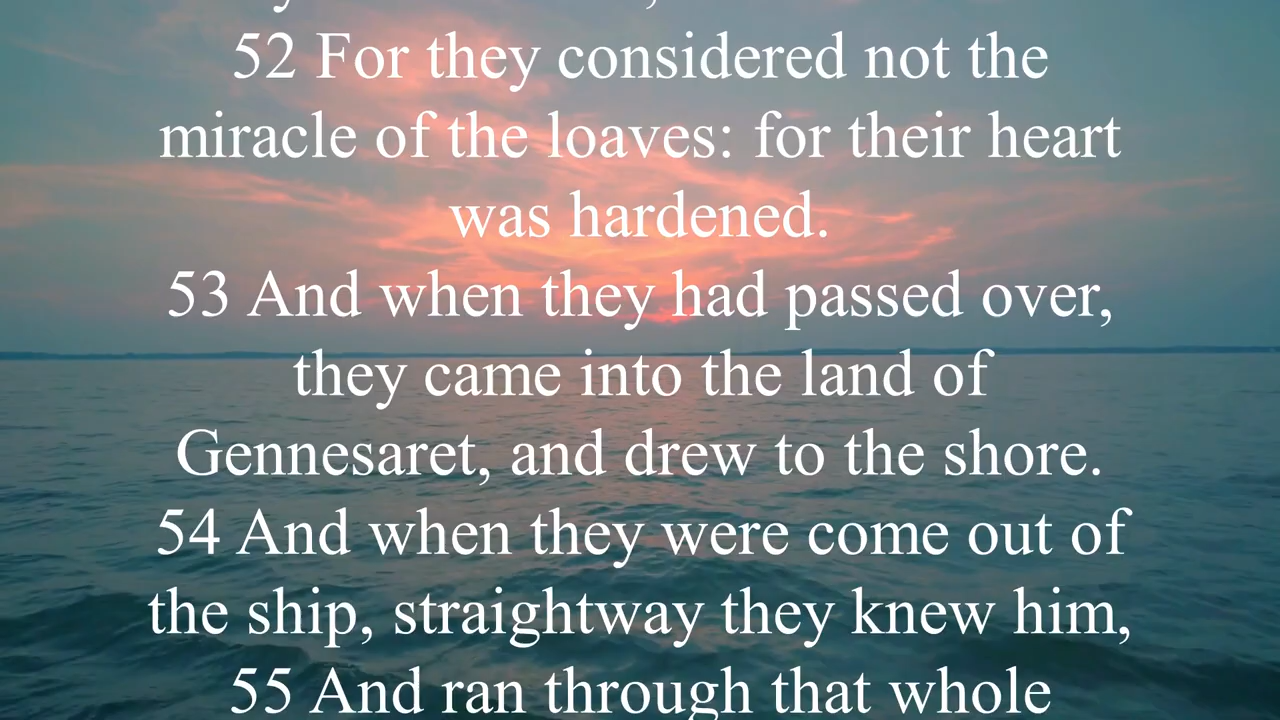 52 For they considered not the
miracle of the loaves: for their heart
was hardened.
53 And when they had passed over,
they came into the land of
Gennesaret, and drew to the shore.
54 And when they were come out of
the ship, straightway they knew him,
55 And ran through that whole